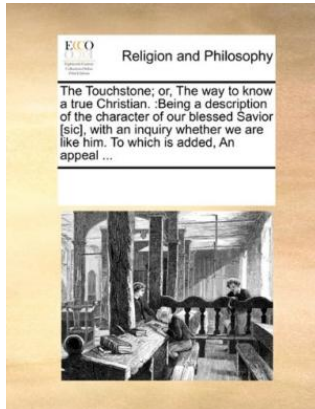 ECCO
Religion and Philosophy
The Touchstone; or, The way to know
a true Christian. :Being a description
of the character of our blessed Savior
[sic], with an inquiry whether we are
like him. To which is added, An
appeal ...